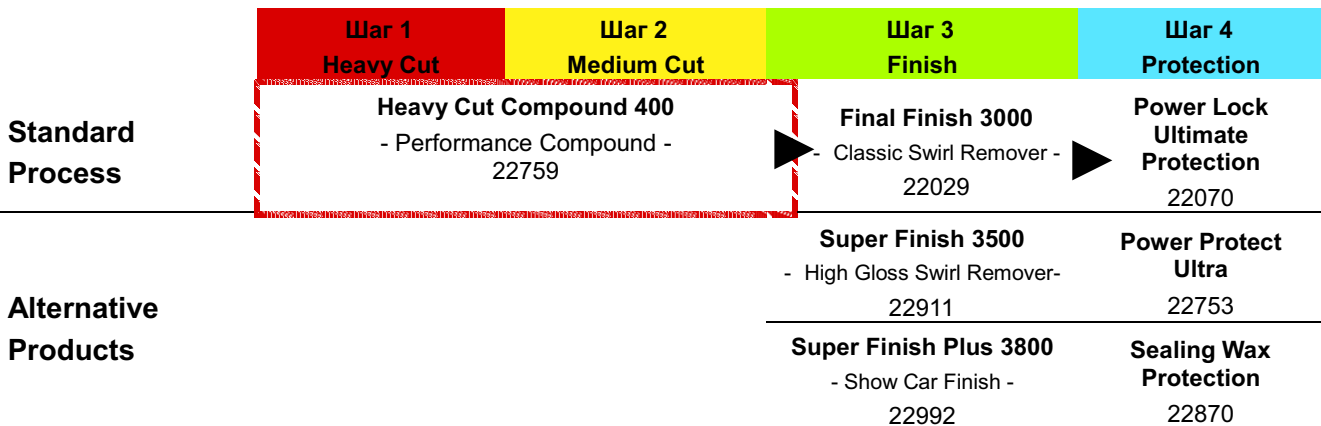 Шаг 1
Heavy Cut
Шаг 2
Medium Cut
Шаг 3
Finish
Шаг 4
Protection
Standard
Process
Heavy Cut Compound 400
- Performance Compound -
22759
Final Finish 3000
- Classic Swirl Remover -
22029
Power Lock
Ultimate
Protection
22070
Alternative
Products
Super Finish 3500
- High Gloss Swirl Remover-
22911
Power Protect
Ultra
22753
Super Finish Plus 3800
- Show Car Finish -
22992
Sealing Wax
Protection
22870